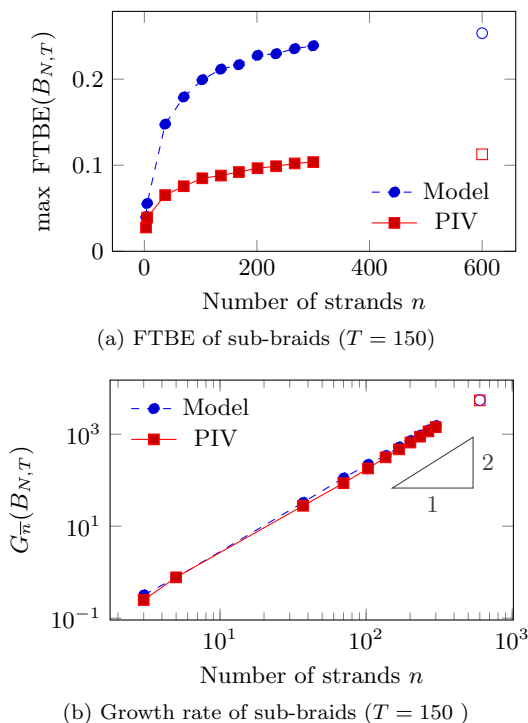 max FTBE(B_{N,T})
0.2
0.1
0
Model
PIV
0 200 400 600
Number of strands n
(a) FTBE of sub-braids (T = 150)
G_{\overline{n}}(B_{N,T})
Model
PIV
10^3
10^1
10^{-1}
2
1
10^1 10^2 10^3
Number of strands n
(b) Growth rate of sub-braids (T = 150 )